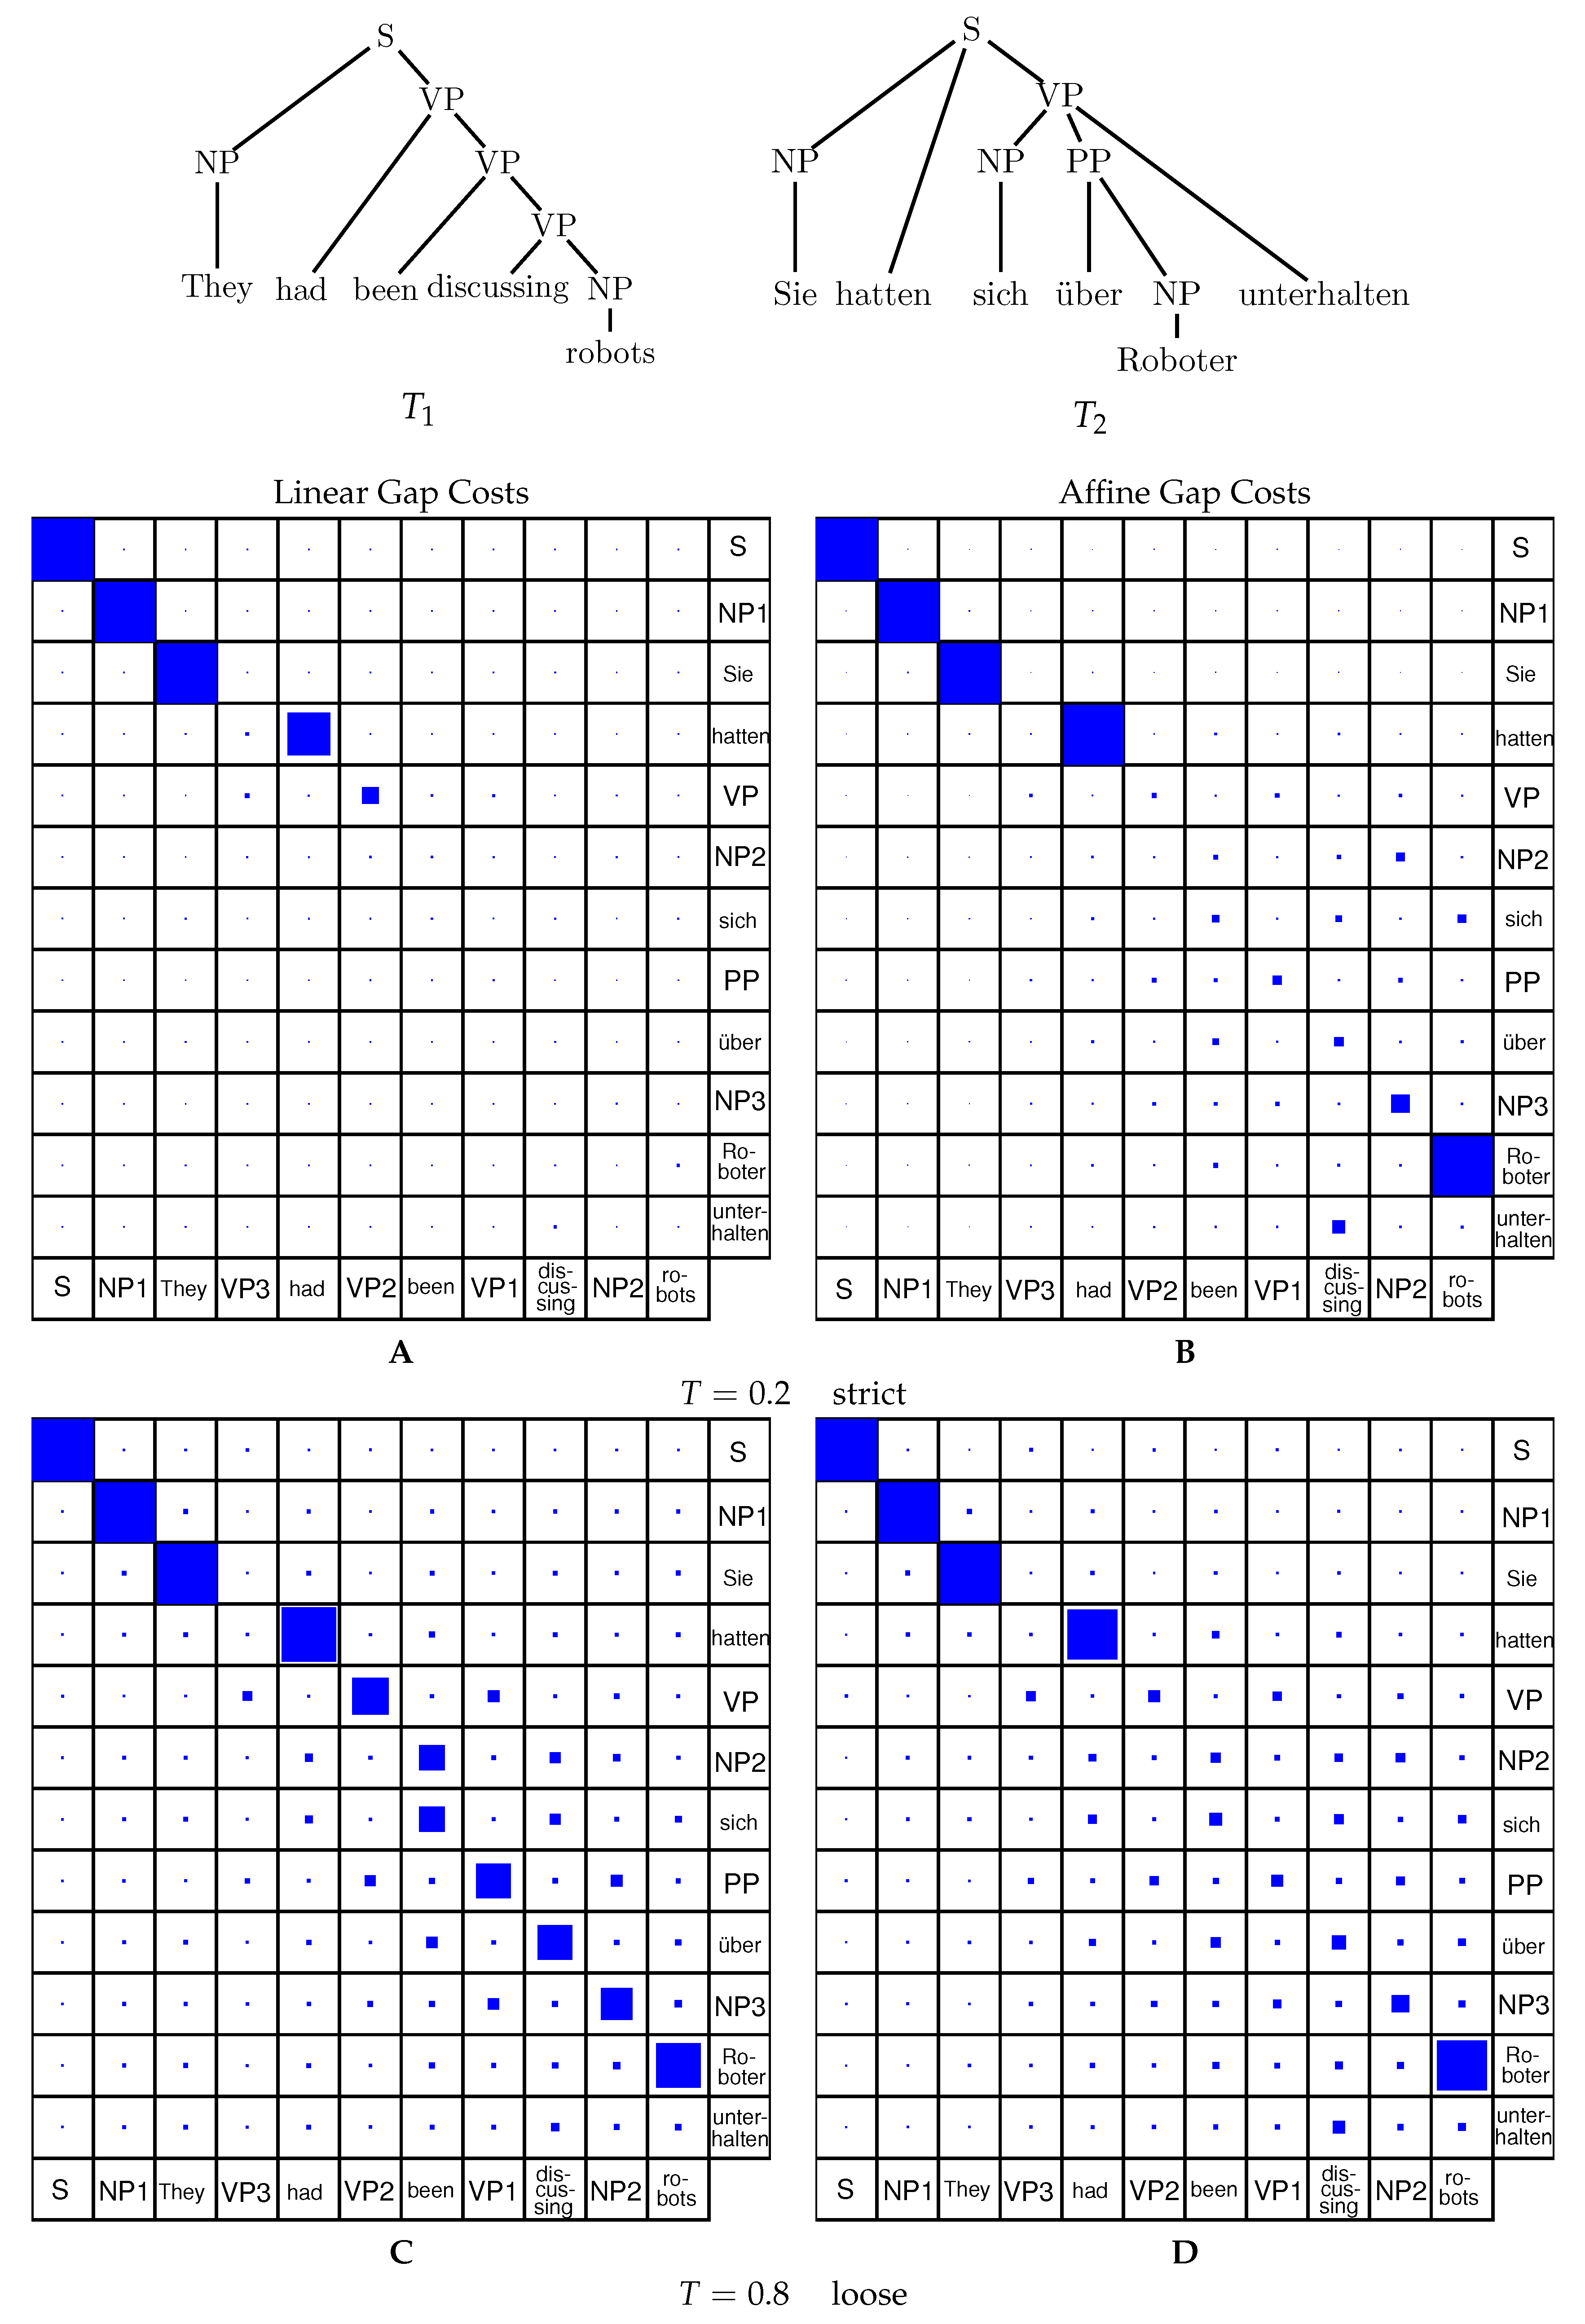 S
VP
NP VP
VP
They had been discussing NP
robots
T1
S
VP
NP NP PP
Sie hatten sich über NP unterhalten
Roboter
T2
Linear Gap Costs
S
NP1
Sie
hatten
VP
NP2
sich
PP
über
NP3
Ro-
boter
unter-
halten
S NP1 They VP3 had VP2 been VP1 dis-cus-sing NP2 ro-bots
A
Affine Gap Costs
S
NP1
Sie
hatten
VP
NP2
sich
PP
über
NP3
Ro-
boter
unter-
halten
S NP1 They VP3 had VP2 been VP1 dis-cus-sing NP2 ro-bots
B
T = 0.2 strict
S
NP1
Sie
hatten
VP
NP2
sich
PP
über
NP3
Ro-
boter
unter-
halten
S NP1 They VP3 had VP2 been VP1 dis-cus-sing NP2 ro-bots
C
S
NP1
Sie
hatten
VP
NP2
sich
PP
über
NP3
Ro-
boter
unter-
halten
S NP1 They VP3 had VP2 been VP1 dis-cus-sing NP2 ro-bots
D
T = 0.8 loose